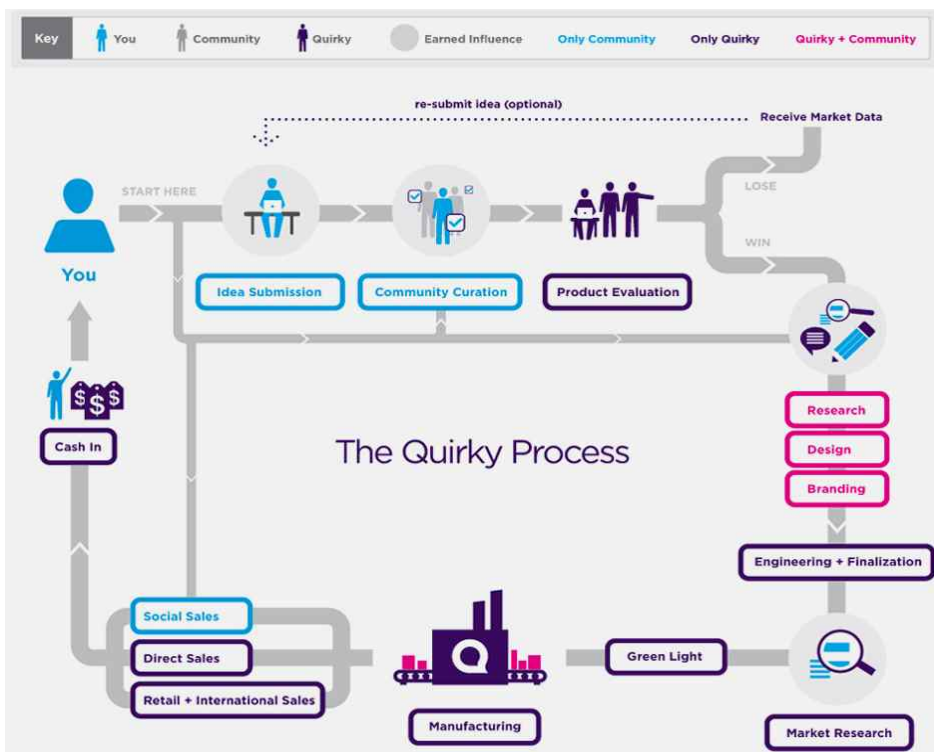 Key
You
Community
Quirky
Earned Influence
Only Community
Only Quirky
Quirky + Community
re-submit idea (optional)
Receive Market Data
START HERE
LOSE
WIN
You
Idea Submission
Community Curation
Product Evaluation
$ $ $
Cash In
The Quirky Process
Research
Design
Branding
Engineering + Finalization
Social Sales
Direct Sales
Retail + International Sales
Q
Manufacturing
Green Light
Market Research